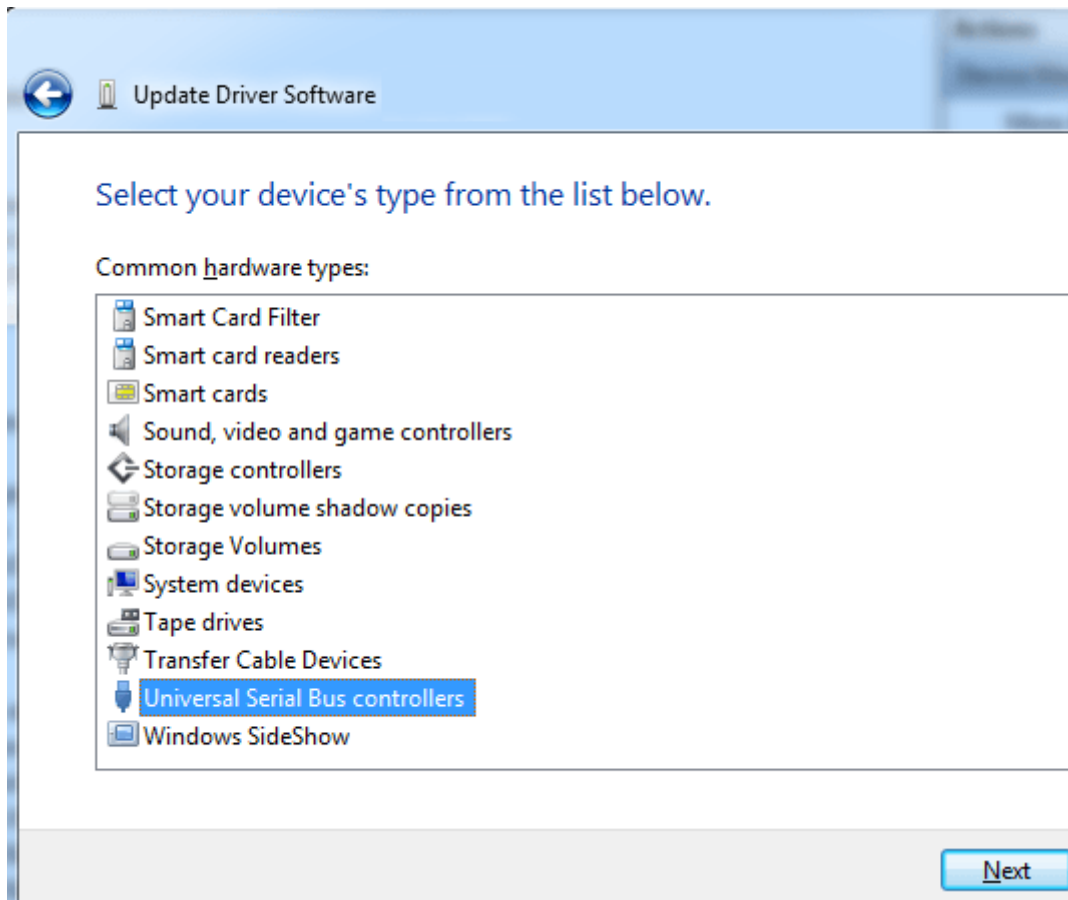 Update Driver Software
Select your device's type from the list below.
Common hardware types:
Smart Card Filter
Smart card readers
Smart cards
Sound, video and game controllers
Storage controllers
Storage volume shadow copies
Storage Volumes
System devices
Tape drives
Transfer Cable Devices
Universal Serial Bus controllers
Windows SideShow
Next